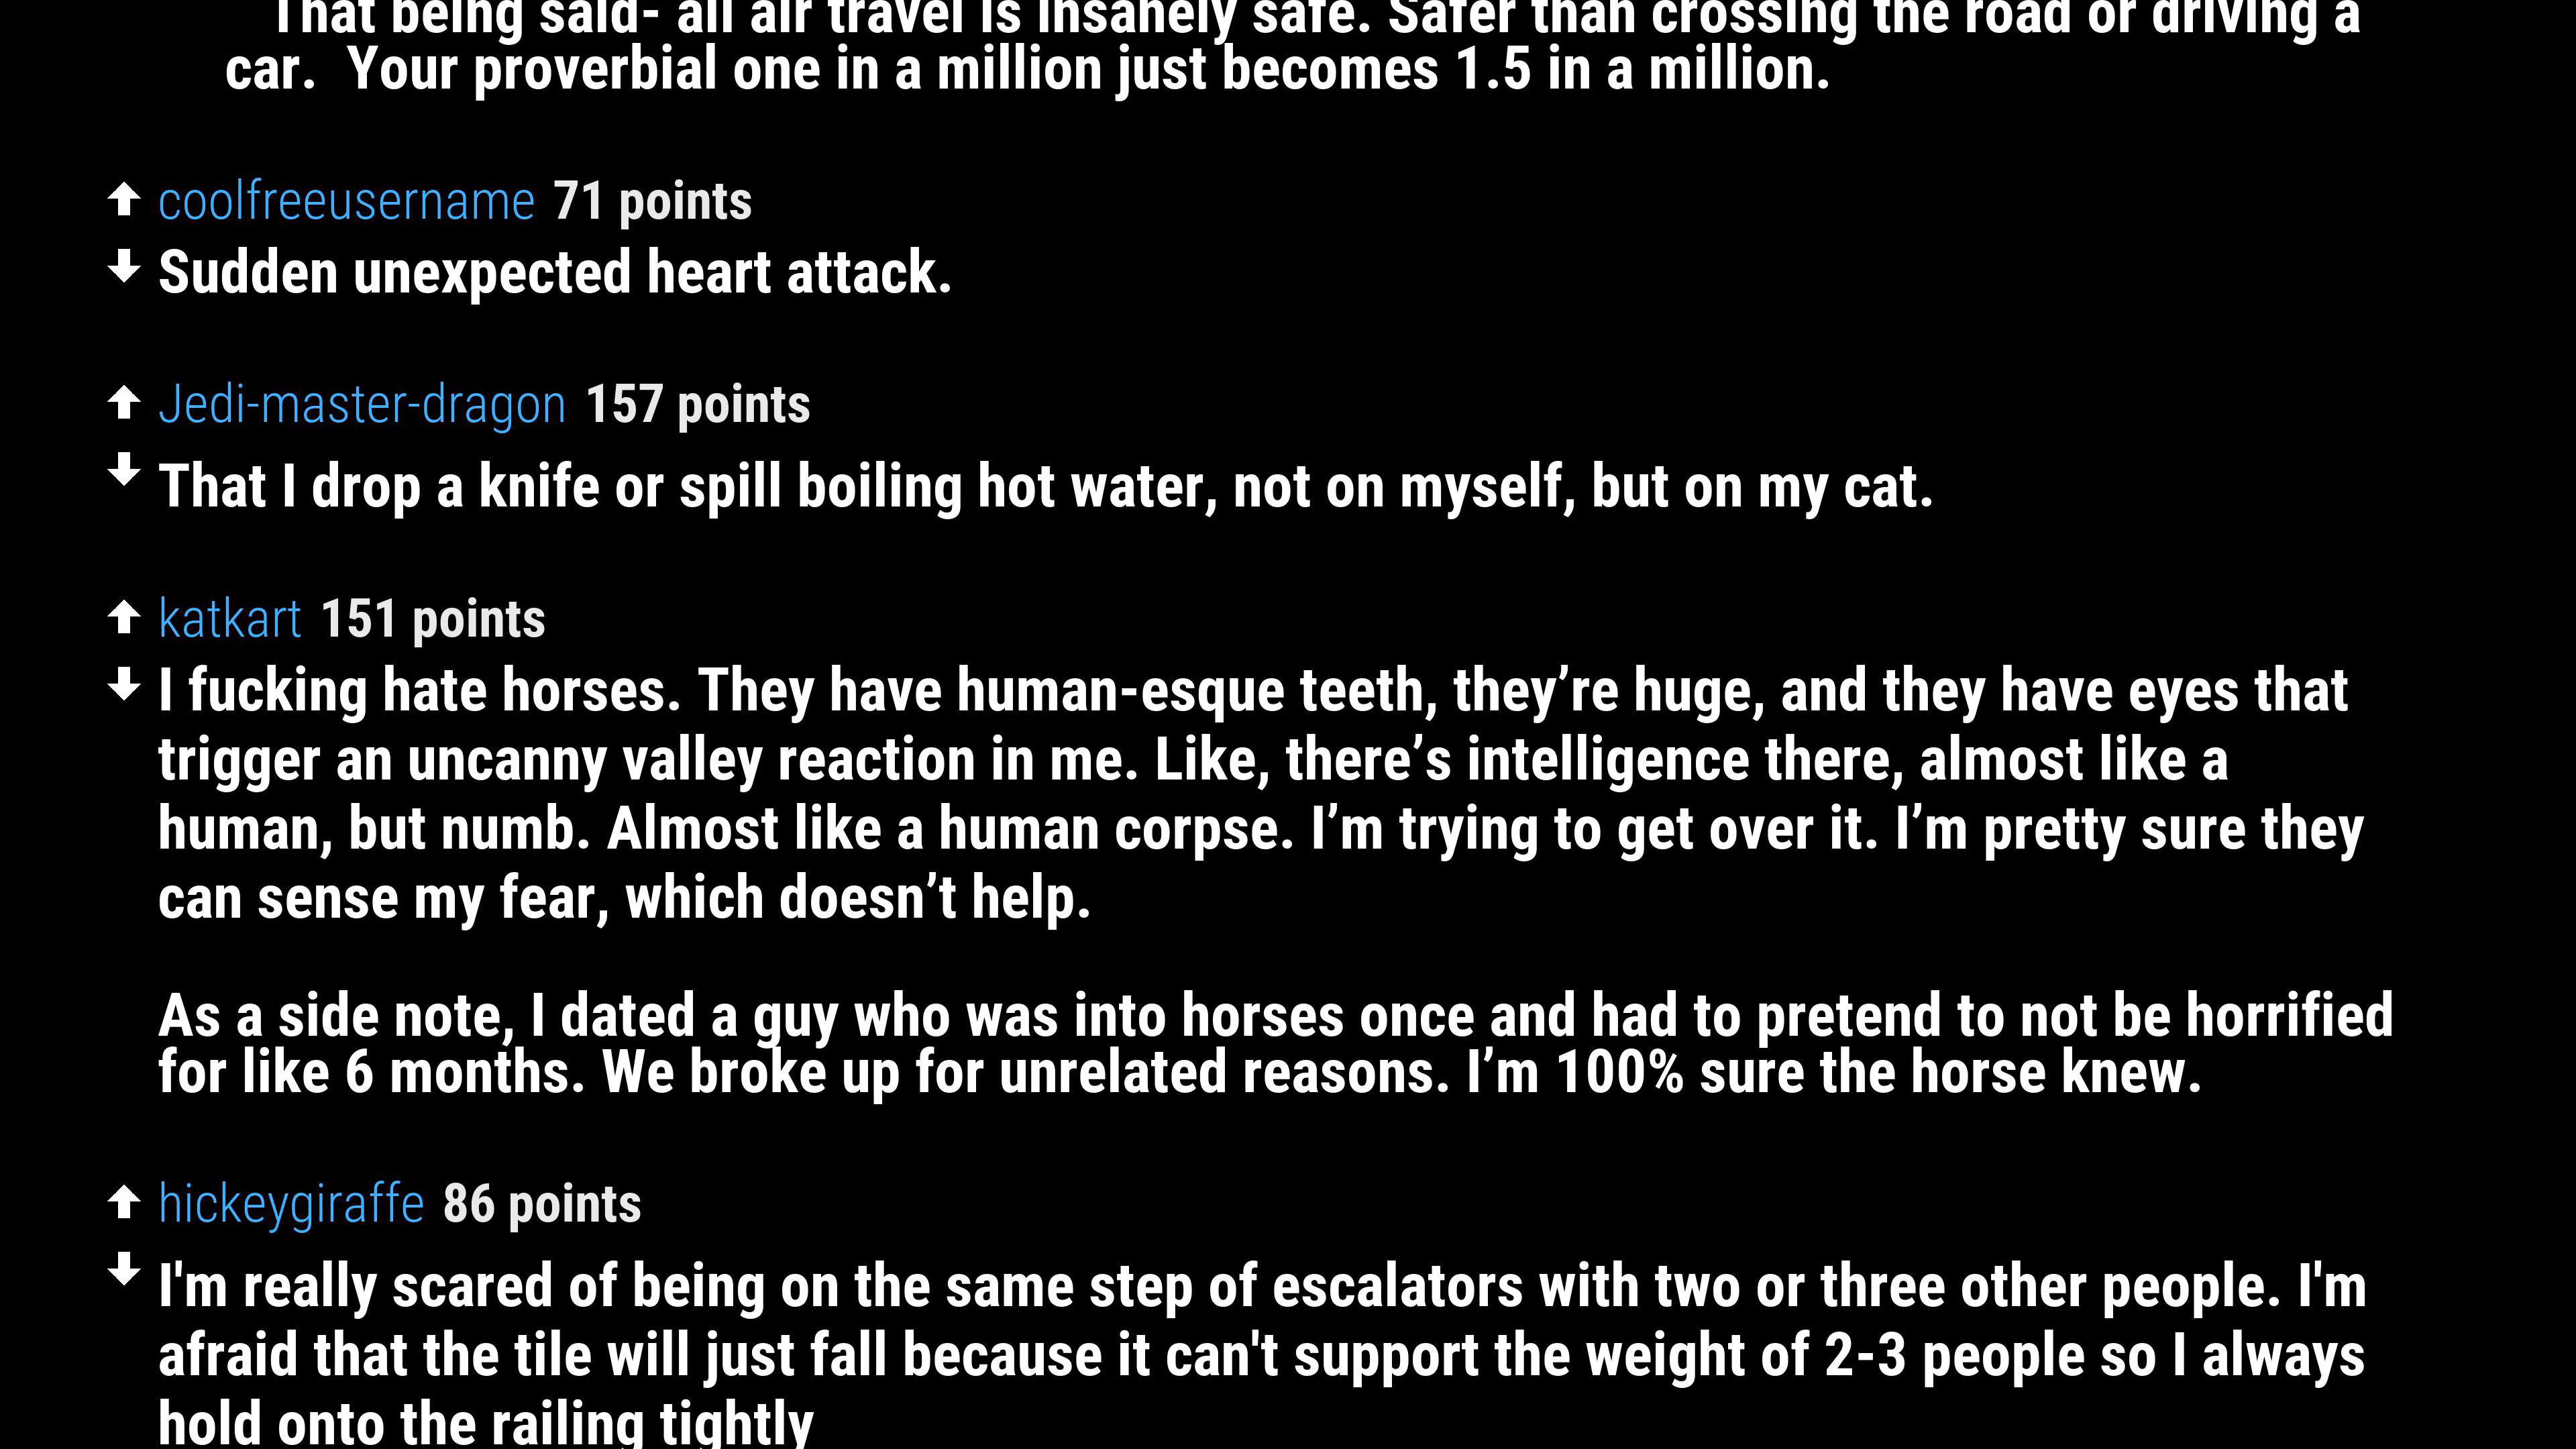 That being said- all air travel is insanely safe. Safer than crossing the road or driving a
car.  Your proverbial one in a million just becomes 1.5 in a million.
coolfreeusername 71 points
Sudden unexpected heart attack.
Jedi-master-dragon 157 points
That I drop a knife or spill boiling hot water, not on myself, but on my cat.
katkart 151 points
I fucking hate horses. They have human-esque teeth, they’re huge, and they have eyes that
trigger an uncanny valley reaction in me. Like, there’s intelligence there, almost like a
human, but numb. Almost like a human corpse. I’m trying to get over it. I’m pretty sure they
can sense my fear, which doesn’t help.
As a side note, I dated a guy who was into horses once and had to pretend to not be horrified
for like 6 months. We broke up for unrelated reasons. I’m 100% sure the horse knew.
hickeygiraffe 86 points
I'm really scared of being on the same step of escalators with two or three other people. I'm
afraid that the tile will just fall because it can't support the weight of 2-3 people so I always
hold onto the railing tightly